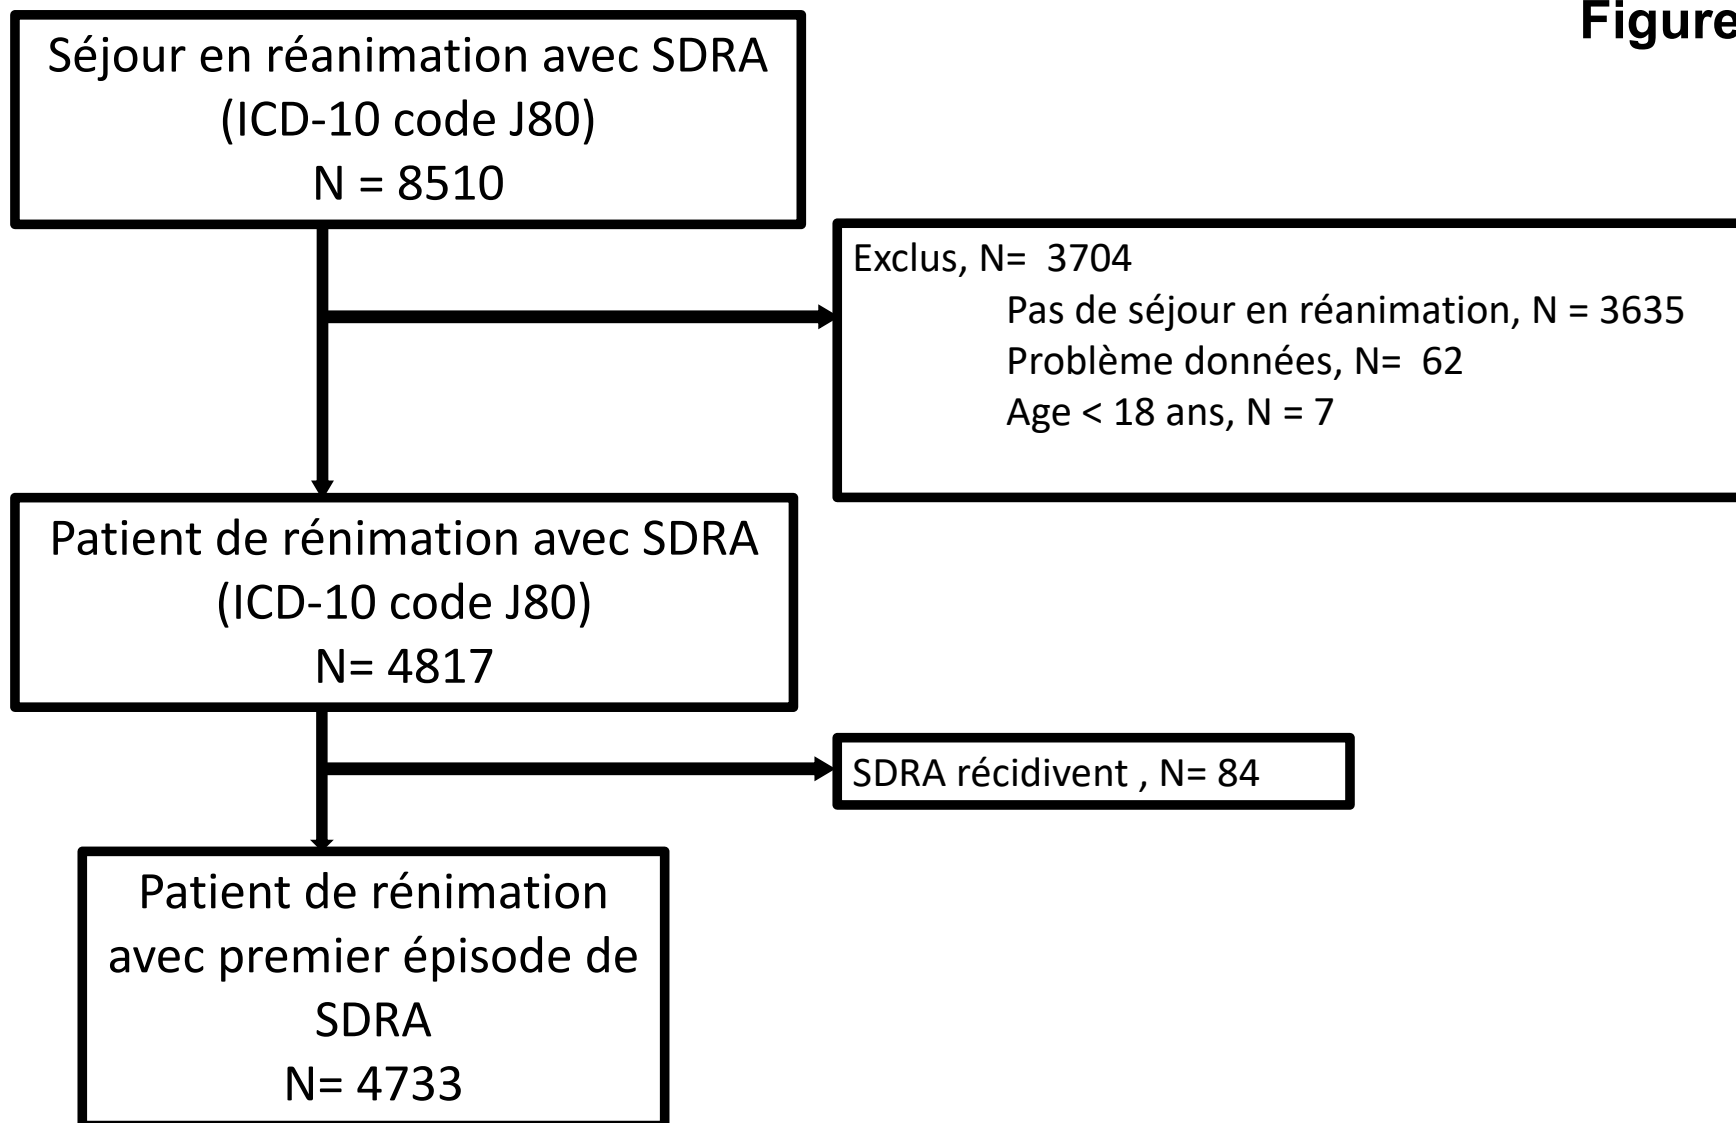 Figure
Séjour en réanimation avec SDRA
(ICD-10 code J80)
N = 8510
Exclus, N= 3704
Pas de séjour en réanimation, N = 3635
Problème données, N= 62
Age < 18 ans, N = 7
Patient de rénimation avec SDRA
(ICD-10 code J80)
N= 4817
SDRA récidivent , N= 84
Patient de rénimation
avec premier épisode de
SDRA
N= 4733